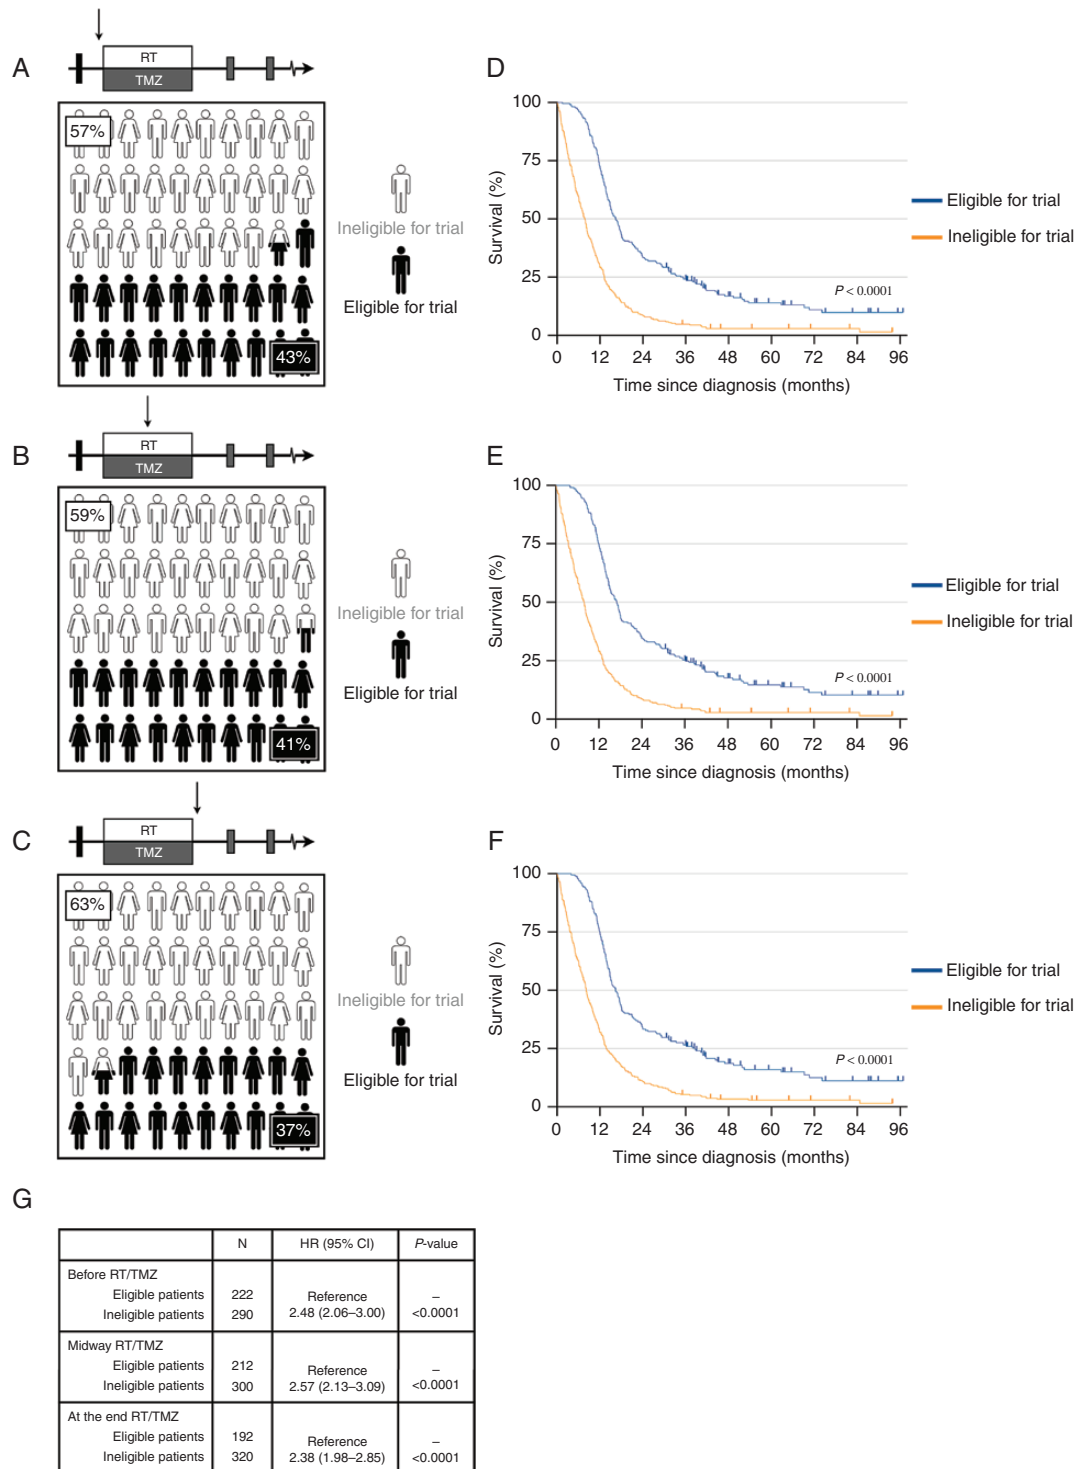 A
RT
TMZ
57%
43%
Ineligible for trial
Eligible for trial
D
100
75
50
25
0
Survival (%)
0 12 24 36 48 60 72 84 96
Time since diagnosis (months)
P < 0.0001
Eligible for trial
Ineligible for trial
B
RT
TMZ
59%
41%
Ineligible for trial
Eligible for trial
E
100
75
50
25
0
Survival (%)
0 12 24 36 48 60 72 84 96
Time since diagnosis (months)
P < 0.0001
Eligible for trial
Ineligible for trial
C
RT
TMZ
63%
37%
Ineligible for trial
Eligible for trial
F
100
75
50
25
0
Survival (%)
0 12 24 36 48 60 72 84 96
Time since diagnosis (months)
P < 0.0001
Eligible for trial
Ineligible for trial
G
N HR (95% CI) P-value
Before RT/TMZ
Eligible patients 222 Reference –
Ineligible patients 290 2.48 (2.06–3.00) <0.0001
Midway RT/TMZ
Eligible patients 212 Reference –
Ineligible patients 300 2.57 (2.13–3.09) <0.0001
At the end RT/TMZ
Eligible patients 192 Reference –
Ineligible patients 320 2.38 (1.98–2.85) <0.0001